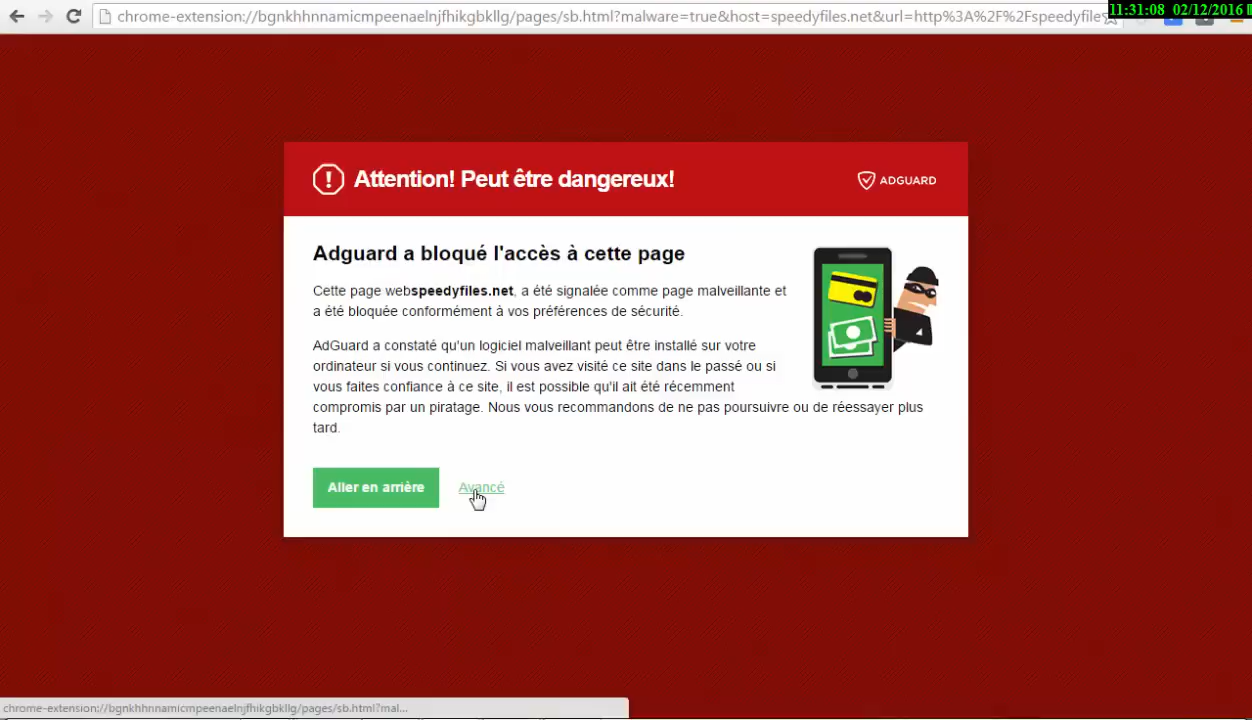 chrome-extension://bgnkhhnnamicmpeenaelnjfhikgbkllg/pages/sb.html?malware=true&host=speedyfiles.net&url=http%3A%2F%2Fspeedyfile
11:31:08 02/12/2016
Attention! Peut être dangereux!
ADGUARD
Adguard a bloqué l'accès à cette page
Cette page webspeedyfiles.net, a été signalée comme page malveillante et
a été bloquée conformément à vos préférences de sécurité.
AdGuard a constaté qu'un logiciel malveillant peut être installé sur votre
ordinateur si vous continuez. Si vous avez visité ce site dans le passé ou si
vous faites confiance à ce site, il est possible qu'il ait été récemment
compromis par un piratage. Nous vous recommandons de ne pas poursuivre ou de réessayer plus
tard.
Aller en arrière
Avancé
chrome-extension://bgnkhhnnamicmpeenaelnjfhikgbkllg/pages/sb.html?mal...